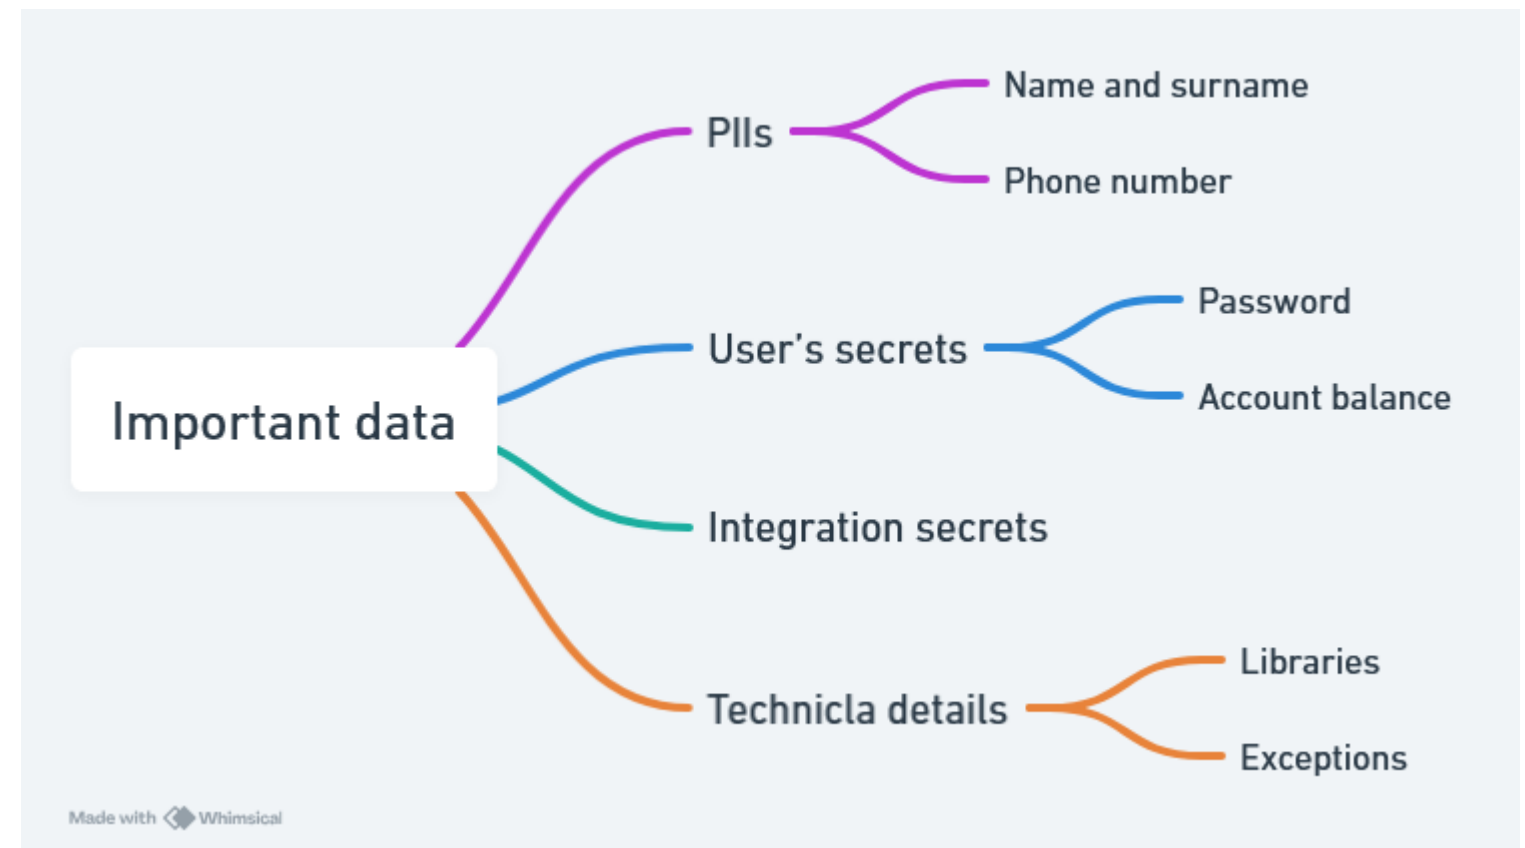 Important data
PIIs
Name and surname
Phone number
User’s secrets
Password
Account balance
Integration secrets
Technicla details
Libraries
Exceptions
Made with Whimsical